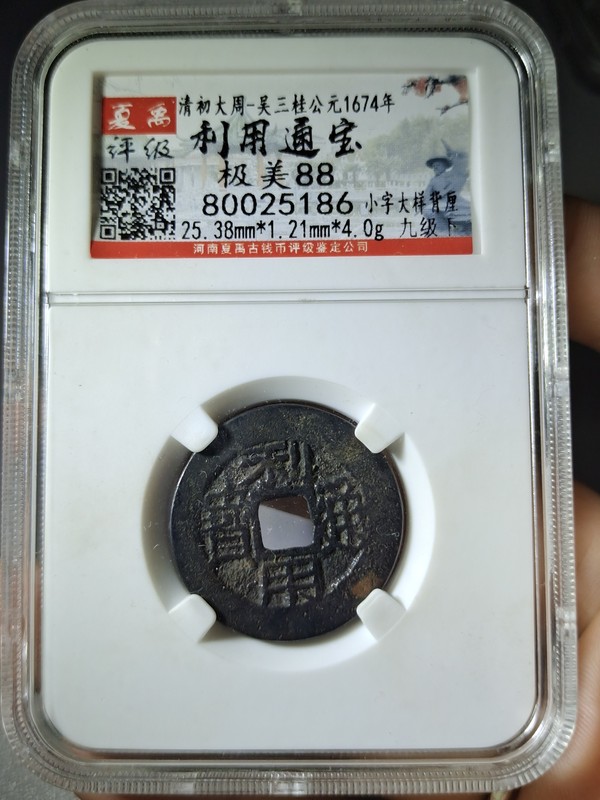 清初大周-吴三桂公元1674年
夏禹
评级
利用通宝
极美88
80025186 小字大样背厘
25.38mm*1.21mm*4.0g 九级下
河南夏禹古钱币评级鉴定公司
利用通寳